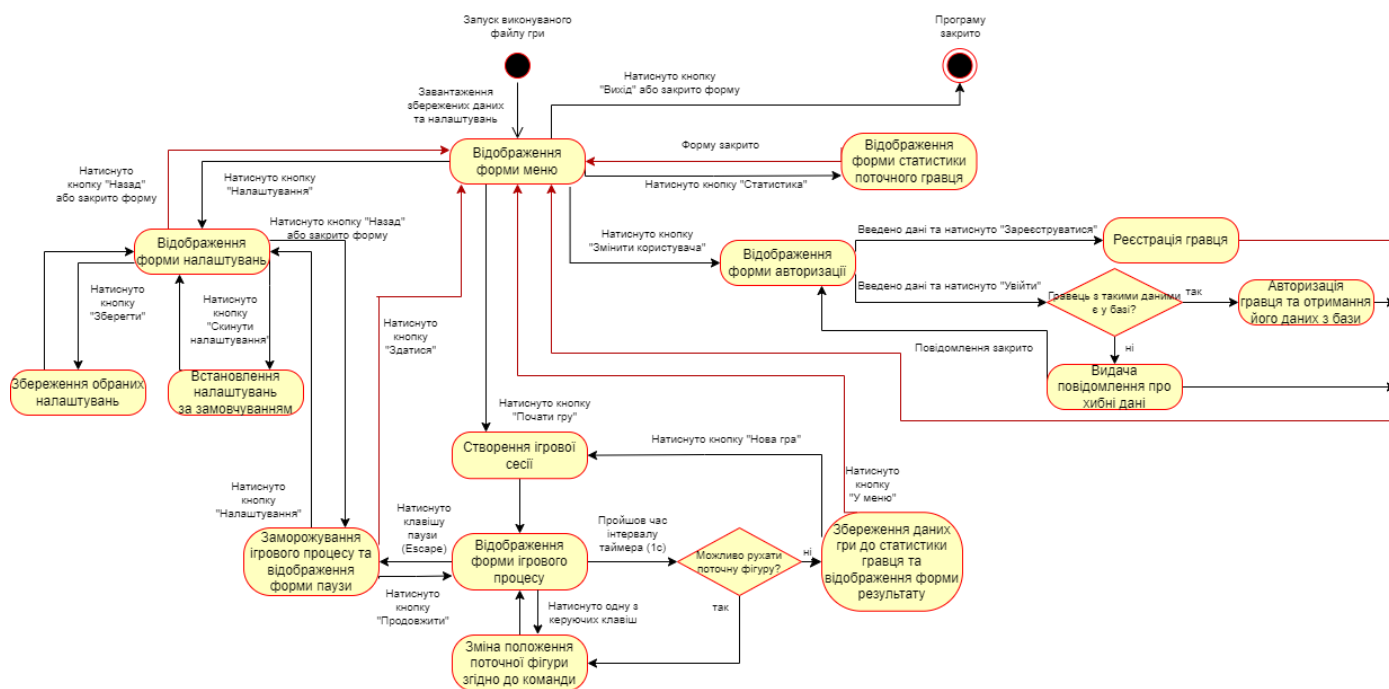 Запуск виконуваного
файлу гри
Програму
закрито
Натиснуто кнопку
"Вихід" або закрито форму
Завантаження
збережених даних
та налаштувань
Відображення
форми меню
Форму закрито
Відображення
форми статистики
поточного гравця
Натиснуто кнопку "Статистика"
Натиснуто
кнопку "Назад"
або закрито форму
Натиснуто кнопку
"Налаштування"
Натиснуто кнопку "Назад"
або закрито форму
Відображення
форми налаштувань
Натиснуто кнопку
"Змінити користувача"
Відображення
форми авторизації
Введено дані та натиснуто "Зареєструватися"
Реєстрація гравця
Введено дані та натиснуто "Увійти"
Гравець з такими даними
є у базі?
так
Авторизація
гравця та отримання
його даних з бази
ні
Повідомлення закрито
Видача
повідомлення про
хибні дані
Натиснуто
кнопку
"Зберегти"
Натиснуто
кнопку
"Скинути
налаштування"
Збереження обраних
налаштувань
Встановлення
налаштувань
за замовчуванням
Натиснуто
кнопку
"Здатися"
Натиснуто кнопку
"Почати гру"
Створення ігрової
сесії
Натиснуто кнопку "Нова гра"
Натиснуто
кнопку
"У меню"
Натиснуто
кнопку
"Налаштування"
Заморожування
ігрового процесу та
відображення
форми паузи
Натиснуто
клавішу
паузи
(Escape)
Відображення
форми ігрового
процесу
Пройшов час
інтервалу
таймера (1с)
Можливо рухати
поточну фігуру?
ні
Збереження даних
гри до статистики
гравця та
відображення форми
результату
Натиснуто
кнопку
"Продовжити"
Натиснуто одну з
керуючих клавіш
так
Зміна положення
поточної фігури
згідно до команди